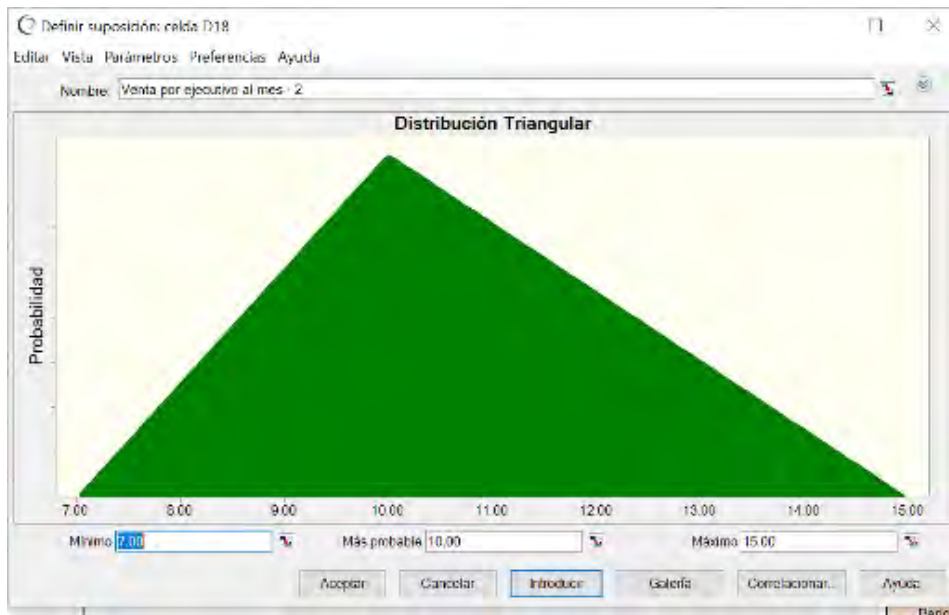 Definir suposición: celda D18
Editar Vista Parámetros Preferencias Ayuda
Nombre: Venta por ejecutivo al mes - 2
Distribución Triangular
Probabilidad
7.00 8.00 9.00 10.00 11.00 12.00 13.00 14.00 15.00
Mínimo 7.00 Más probable 10.00 Máximo 15.00
Aceptar Cancelar Introducir Galería Correlacionar... Ayuda